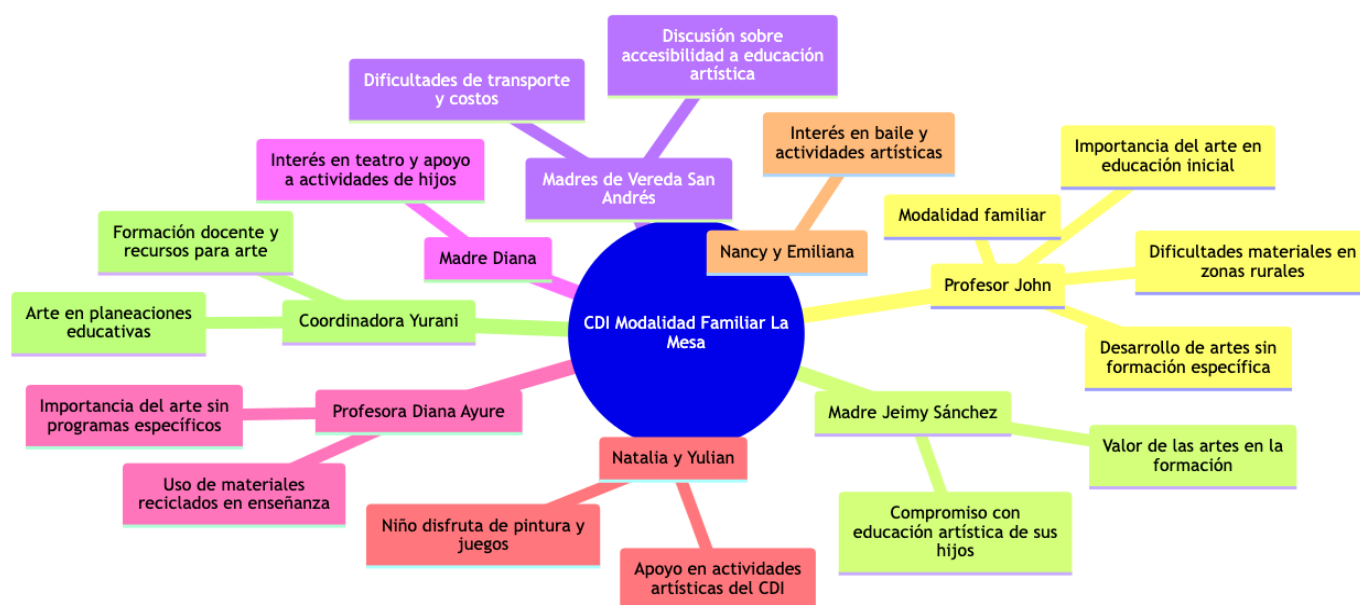 CDI Modalidad Familiar La
Mesa
Madres de Vereda San
Andrés
Dificultades de transporte
y costos
Discusión sobre
accesibilidad a educación
artística
Nancy y Emiliana
Interés en baile y
actividades artísticas
Profesor John
Modalidad familiar
Importancia del arte en
educación inicial
Dificultades materiales en
zonas rurales
Desarrollo de artes sin
formación específica
Madre Jeimy Sánchez
Valor de las artes en la
formación
Compromiso con
educación artística de sus
hijos
Natalia y Yulian
Niño disfruta de pintura y
juegos
Apoyo en actividades
artísticas del CDI
Profesora Diana Ayure
Importancia del arte sin
programas específicos
Uso de materiales
reciclados en enseñanza
Coordinadora Yurani
Formación docente y
recursos para arte
Arte en planeaciones
educativas
Madre Diana
Interés en teatro y apoyo
a actividades de hijos